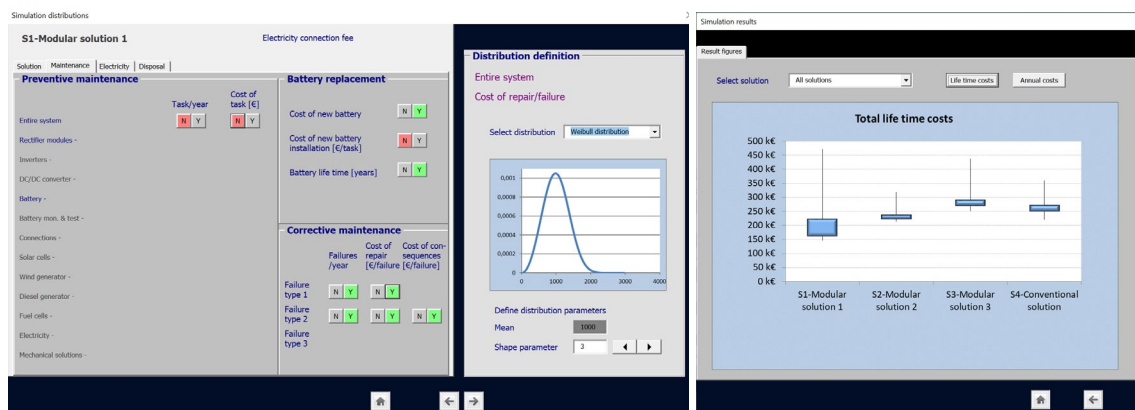 Simulation distributions
S1-Modular solution 1
Electricity connection fee
Solution Maintenance Electricity Disposal
Preventive maintenance
Task/year
Cost of
task [€]
Entire system
N Y
N Y
Rectifier modules -
Inverters -
DC/DC converter -
Battery -
Battery mon. & test -
Connections -
Solar cells -
Wind generator -
Diesel generator -
Fuel cells -
Electricity -
Mechanical solutions -
Battery replacement
Cost of new battery
N Y
Cost of new battery
installation [€/task]
N Y
Battery life time [years]
N Y
Corrective maintenance
Failures
/year
Cost of
repair
[€/failure
Cost of con-
sequences
[€/failure]
Failure
type 1
N Y
N Y
Failure
type 2
N Y
N Y
N Y
Failure
type 3
Distribution definition
Entire system
Cost of repair/failure
Select distribution
Weibull distribution
0,001
0,0008
0,0006
0,0004
0,0002
0
0 1000 2000 3000 4000
Define distribution parameters
Mean
1000
Shape parameter
3
Simulation results
Result figures
Select solution
All solutions
Life time costs
Annual costs
Total life time costs
500 k€
450 k€
400 k€
350 k€
300 k€
250 k€
200 k€
150 k€
100 k€
50 k€
0 k€
S1-Modular
solution 1
S2-Modular
solution 2
S3-Modular
solution 3
S4-Conventional
solution